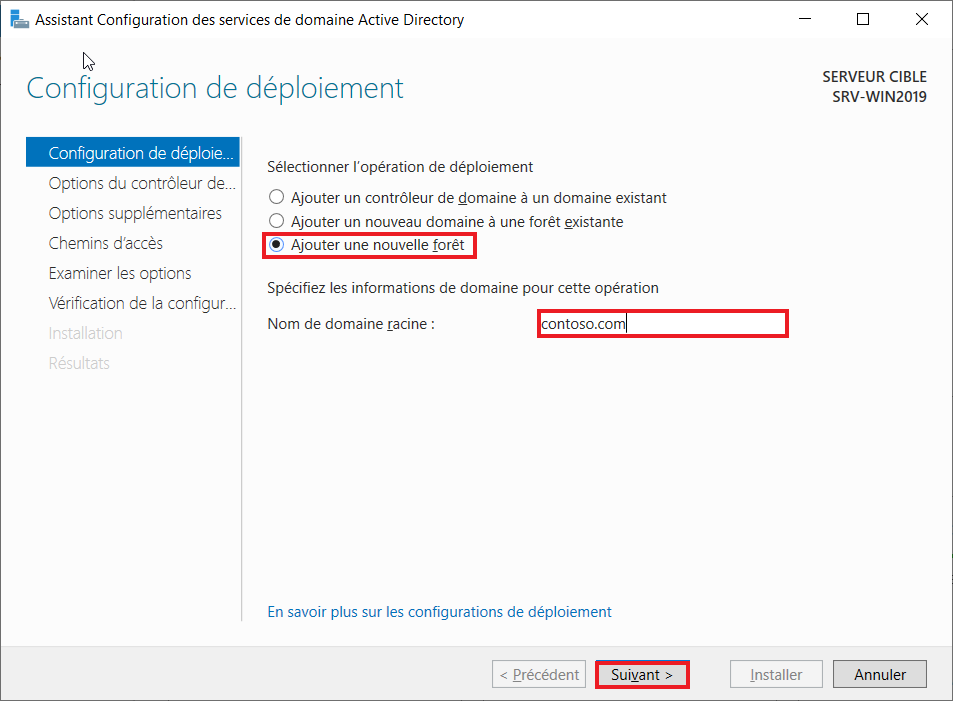 Assistant Configuration des services de domaine Active Directory
Configuration de déploiement
SERVEUR CIBLE
SRV-WIN2019
Configuration de déploie...
Options du contrôleur de...
Options supplémentaires
Chemins d'accès
Examiner les options
Vérification de la configur...
Installation
Résultats
Sélectionner l'opération de déploiement
Ajouter un contrôleur de domaine à un domaine existant
Ajouter un nouveau domaine à une forêt existante
Ajouter une nouvelle forêt
Spécifiez les informations de domaine pour cette opération
Nom de domaine racine : contoso.com
En savoir plus sur les configurations de déploiement
< Précédent Suivant > Installer Annuler